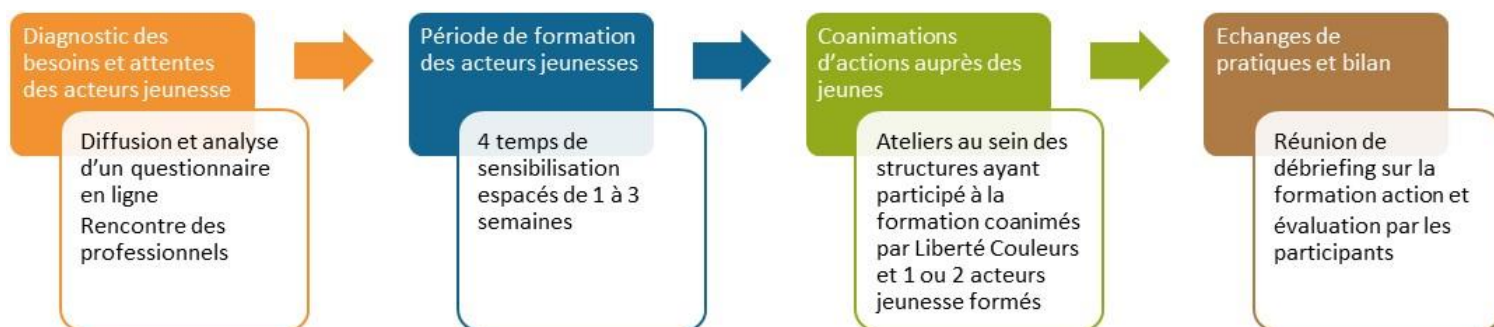 Diagnostic des
besoins et attentes
des acteurs jeunesse
Diffusion et analyse
d'un questionnaire
en ligne
Rencontre des
professionnels
Période de formation
des acteurs jeunesses
4 temps de
sensibilisation
espacés de 1 à 3
semaines
Coanimations
d'actions auprès des
jeunes
Ateliers au sein des
structures ayant
participé à la
formation coanimés
par Liberté Couleurs
et 1 ou 2 acteurs
jeunesse formés
Echanges de
pratiques et bilan
Réunion de
débriefing sur la
formation action et
évaluation par les
participants